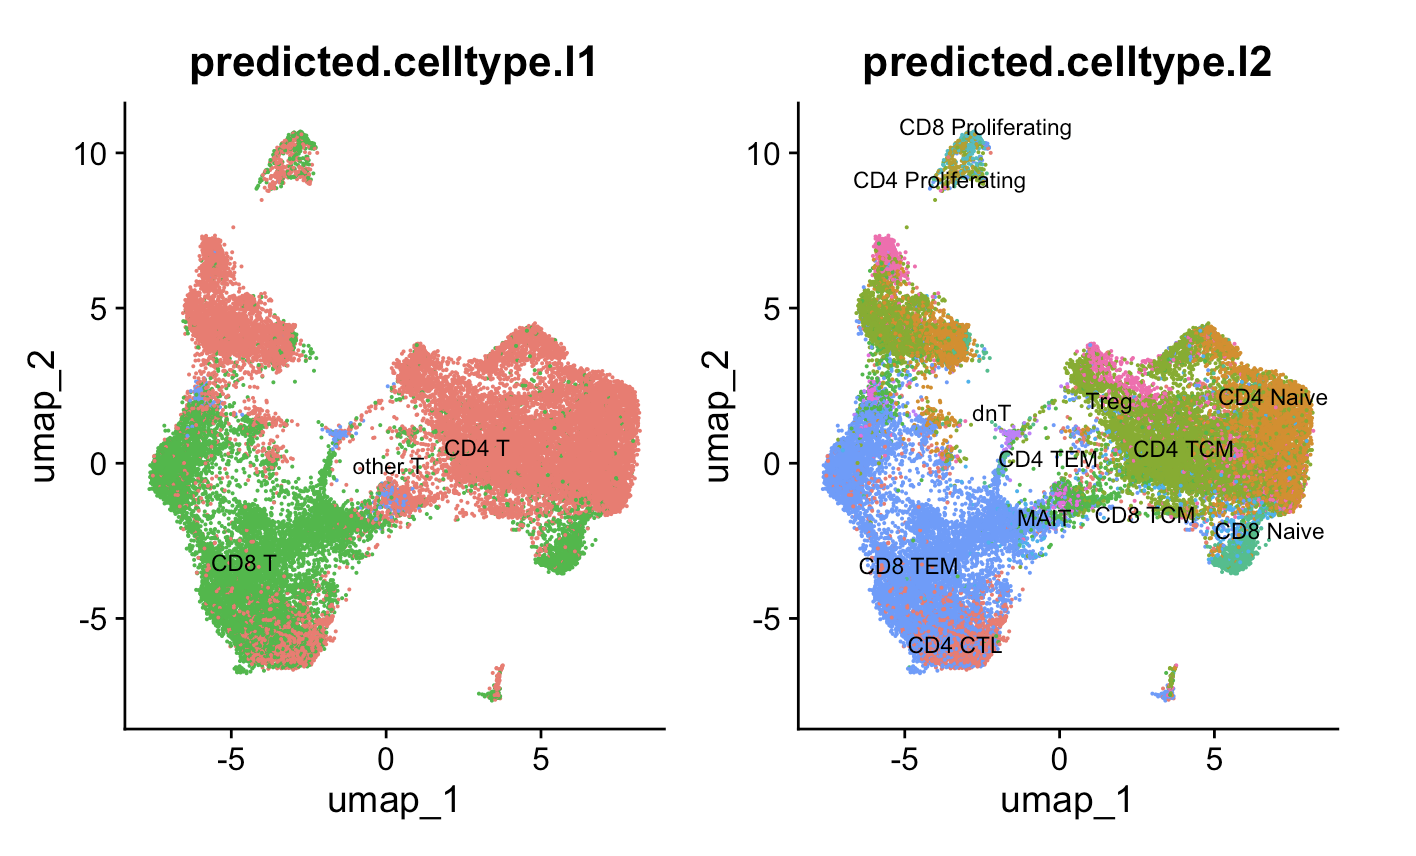 predicted.celltype.l1
predicted.celltype.l2
10
5
0
-5
umap_2
-5
0
5
umap_1
CD4 T
other T
CD8 T
10
5
0
-5
umap_2
-5
0
5
umap_1
CD8 Proliferating
CD4 Proliferating
CD4 Naive
Treg
dnT
CD4 TCM
CD4 TEM
CD8 TCM
MAIT
CD8 Naive
CD8 TEM
CD4 CTL